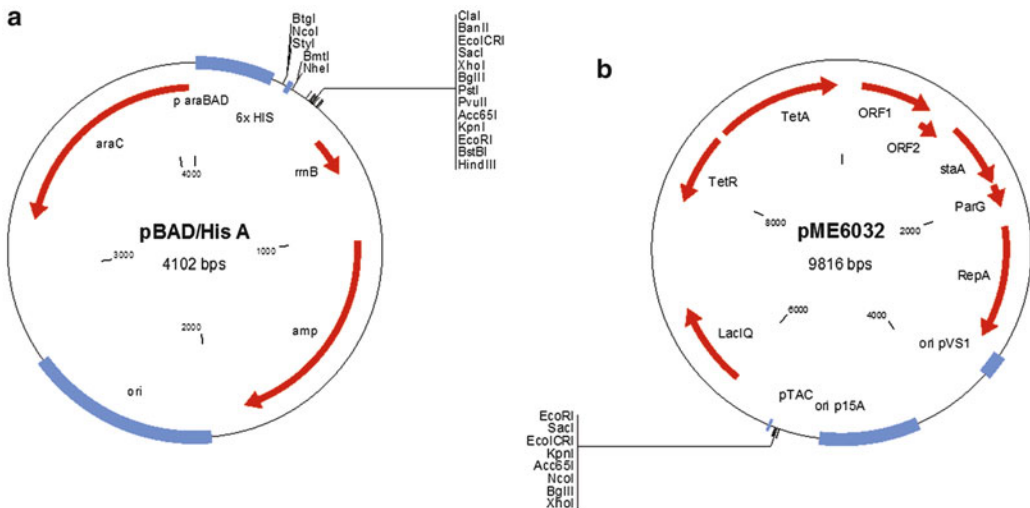 a
BtgI
NcoI
StyI
BmtI
NheI
p araBAD
6x HIS
araC
rrnB
4000
pBAD/His A
4102 bps
3000
1000
2000
amp
ori
ClaI
BanII
EcoICRI
SacI
XhoI
BglII
PstI
PvuII
Acc65I
KpnI
EcoRI
BstBI
HindIII
b
TetA
ORF1
ORF2
staA
TetR
ParG
8000
2000
pME6032
9816 bps
RepA
6000
4000
LacIQ
ori pVS1
pTAC
ori p15A
EcoRI
SacI
EcoICRI
KpnI
Acc65I
NcoI
BglII
XhoI